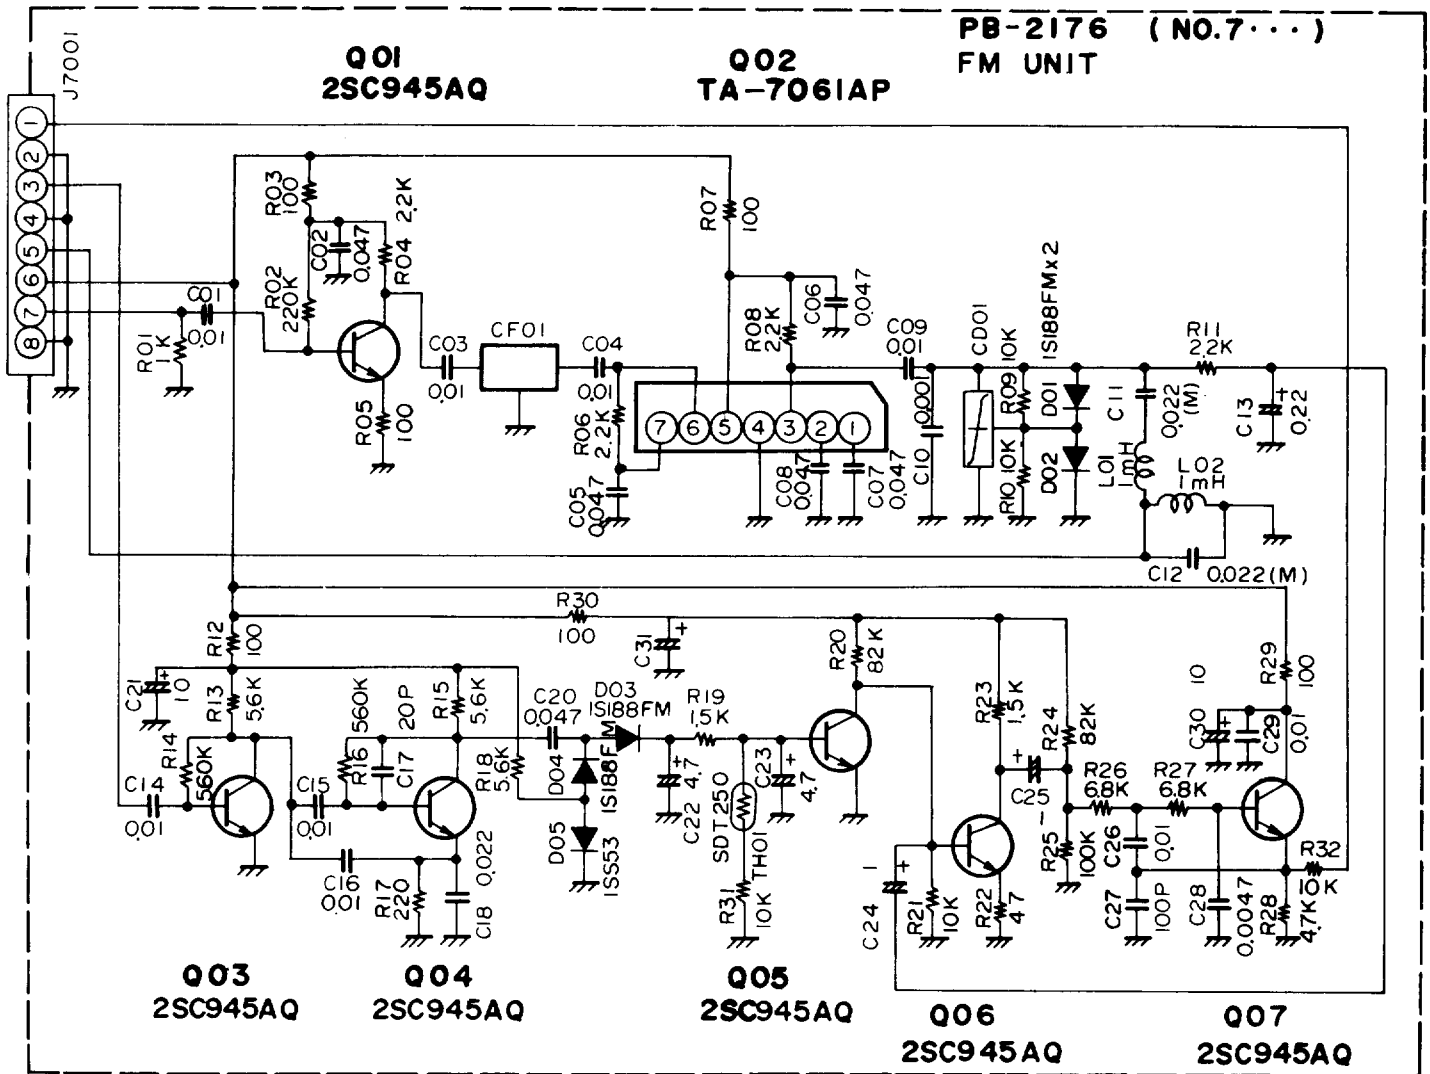 PB-2176 (NO.7···)
FM UNIT
J7001
Q01
2SC945AQ
Q02
TA-7061AP
1
2
3
4
5
6
7
8
R03
100
C02
0.047
2.2K
R04
R02
220K
C01
0.01
R01
1K
R05
100
C03
0.01
CF01
C04
0.01
R06
2.2K
C05
0.047
R07
100
R08
2.2K
C06
0.047
7
6
5
4
3
2
1
C08
0.047
C07
0.047
C09
0.01
0.001
C10
CD01
10K
R09
R10 10K
1S188FMx2
D01
D02
C11
0.022
(M)
L01
1mH
L02
1mH
R11
2.2K
C13
+
0.22
C12 0.022(M)
R12
100
C21
+
10
R13
5.6K
R14
560K
C14
0.01
560K
R16
20P
C17
R15
5.6K
C15
0.01
C16
0.01
R17
220
0.022
C18
R18
5.6K
C20
0.047
D03
1S188FM
D04
1S188FM
D05
1SS53
R30
100
C31
+
R19
1.5K
+
4.7
C22
SDT250
TH01
C23
+
4.7
R31
10K
R20
82K
C24
1
+
R21
10K
R23
1.5K
R22
47
+
C25
-
R24
82K
R25
100K
R26
6.8K
R27
6.8K
C26
0.01
C27
100P
C28
0.0047
10
C30
+
C29
0.01
R29
100
R28
4.7K
R32
10K
Q03
2SC945AQ
Q04
2SC945AQ
Q05
2SC945AQ
Q06
2SC945AQ
Q07
2SC945AQ